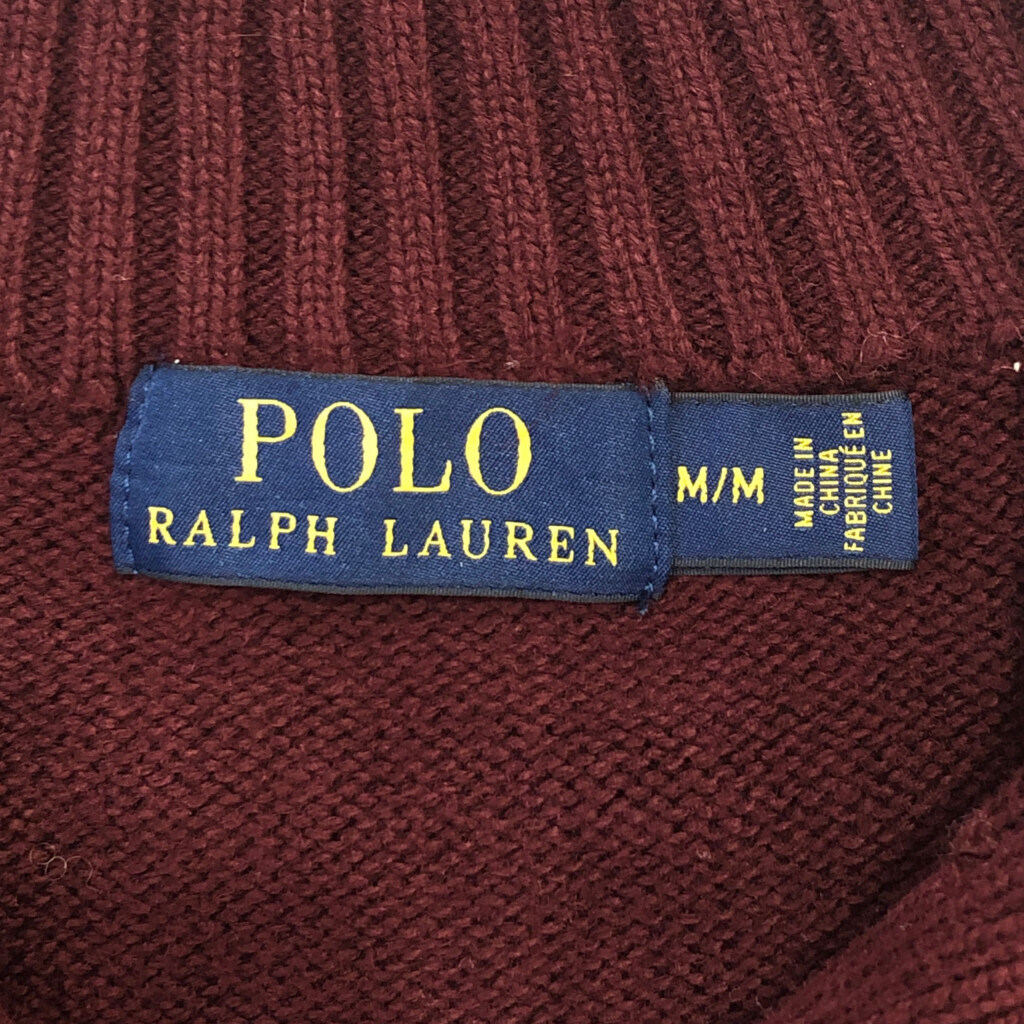 POLO
RALPH LAUREN
M/M
MADE IN
CHINA
FABRIQUÉ EN
CHINE